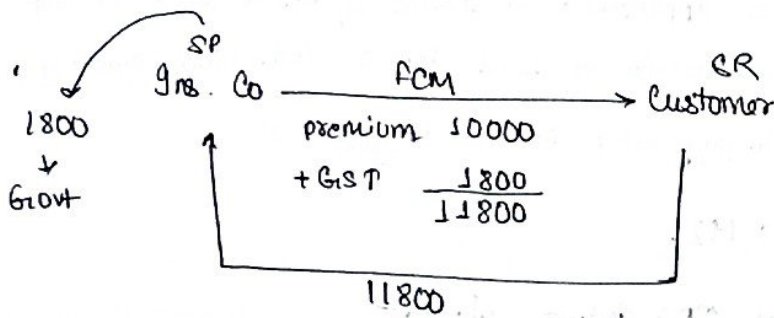 SP
Ins. Co
FCM
SR
Customer
1800
Govt
premium 10000
+ GST 1800
11800
11800